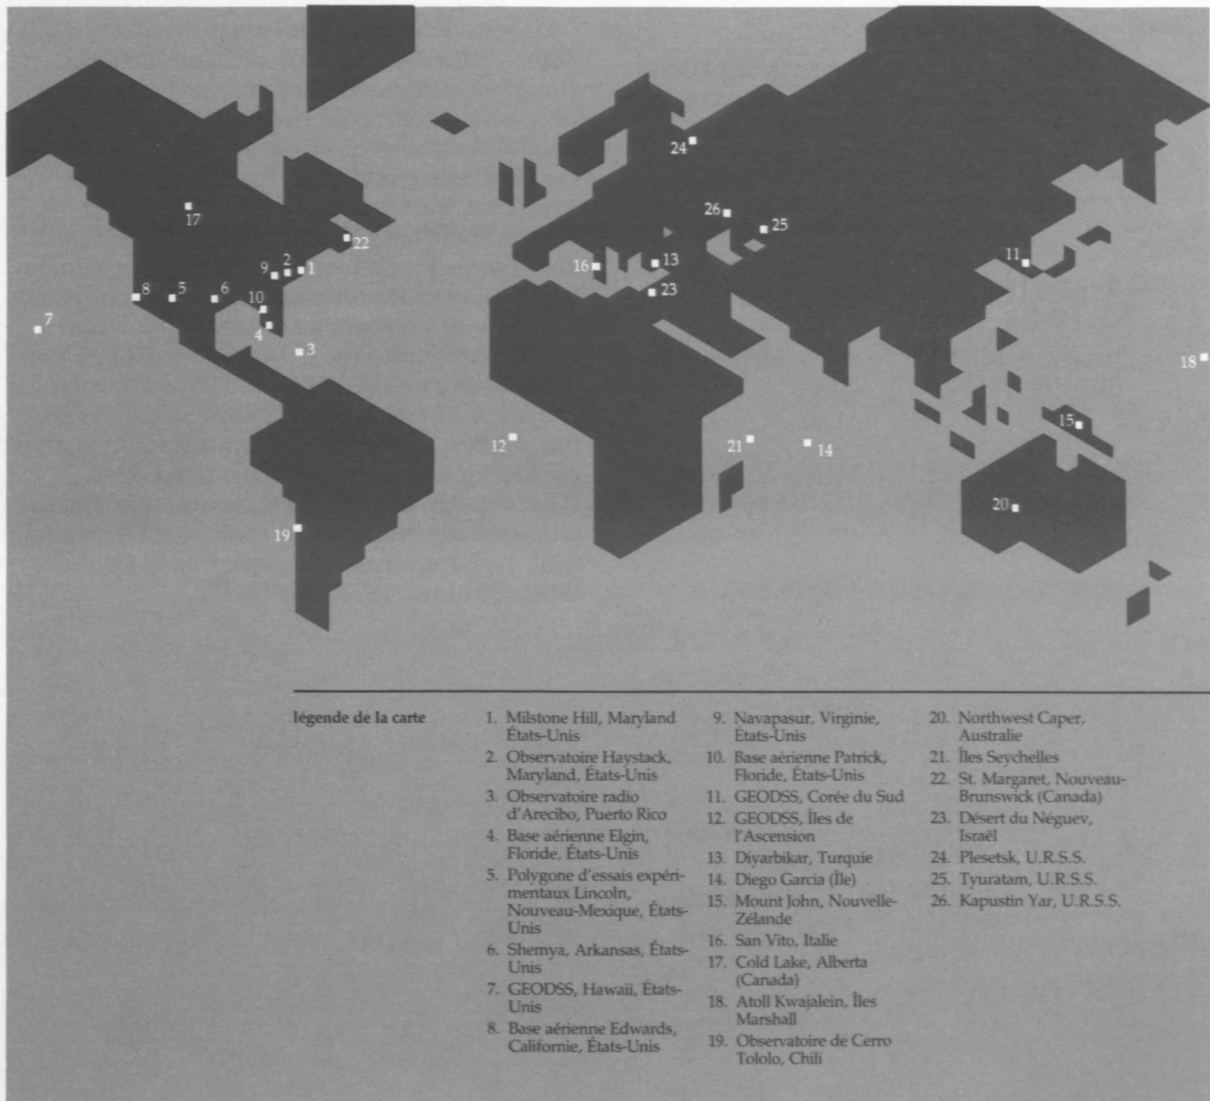 24
17
26
25
22
9
2
1
16
13
11
8
5
6
10
23
7
4
3
18
15
12
21
14
20
19
légende de la carte
1. Milstone Hill, Maryland
États-Unis
2. Observatoire Haystack,
Maryland, États-Unis
3. Observatoire radio
d'Arecibo, Puerto Rico
4. Base aérienne Elgin,
Floride, États-Unis
5. Polygone d'essais expéri-
mentaux Lincoln,
Nouveau-Mexique, États-
Unis
6. Shemya, Arkansas, États-
Unis
7. GEODSS, Hawaii, États-
Unis
8. Base aérienne Edwards,
Californie, États-Unis
9. Navapasur, Virginie,
États-Unis
10. Base aérienne Patrick,
Floride, États-Unis
11. GEODSS, Corée du Sud
12. GEODSS, Îles de
l'Ascension
13. Diyarbikar, Turquie
14. Diego Garcia (Île)
15. Mount John, Nouvelle-
Zélande
16. San Vito, Italie
17. Cold Lake, Alberta
(Canada)
18. Atoll Kwajalein, Îles
Marshall
19. Observatoire de Cerro
Tololo, Chili
20. Northwest Caper,
Australie
21. Îles Seychelles
22. St. Margaret, Nouveau-
Brunswick (Canada)
23. Désert du Néguev,
Israël
24. Plesetsk, U.R.S.S.
25. Tyuratam, U.R.S.S.
26. Kapustin Yar, U.R.S.S.